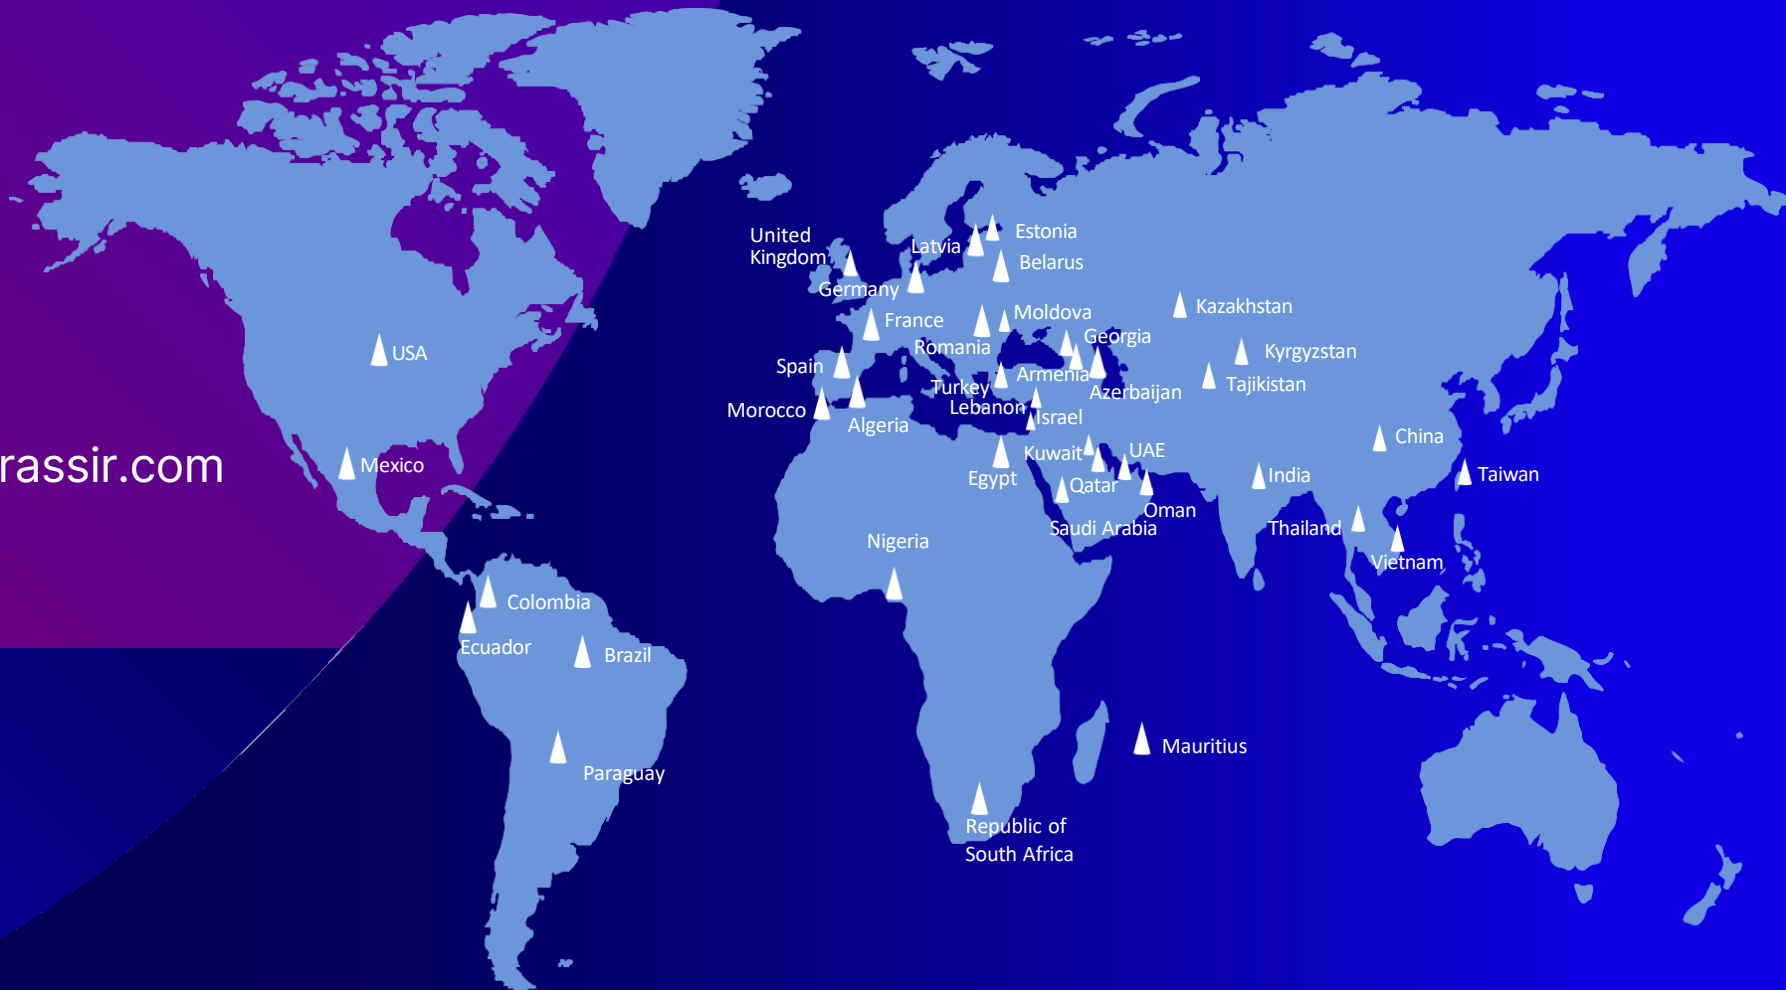 rassir.com
USA
Mexico
Colombia
Ecuador
Brazil
Paraguay
United
Kingdom
Latvia
Estonia
Belarus
Germany
France
Moldova
Romania
Georgia
Spain
Turkey
Armenia
Azerbaijan
Morocco
Algeria
Lebanon
Israel
Kazakhstan
Kyrgyzstan
Tajikistan
Egypt
Kuwait
UAE
Qatar
Oman
Saudi Arabia
Nigeria
China
India
Taiwan
Thailand
Vietnam
Mauritius
Republic of
South Africa